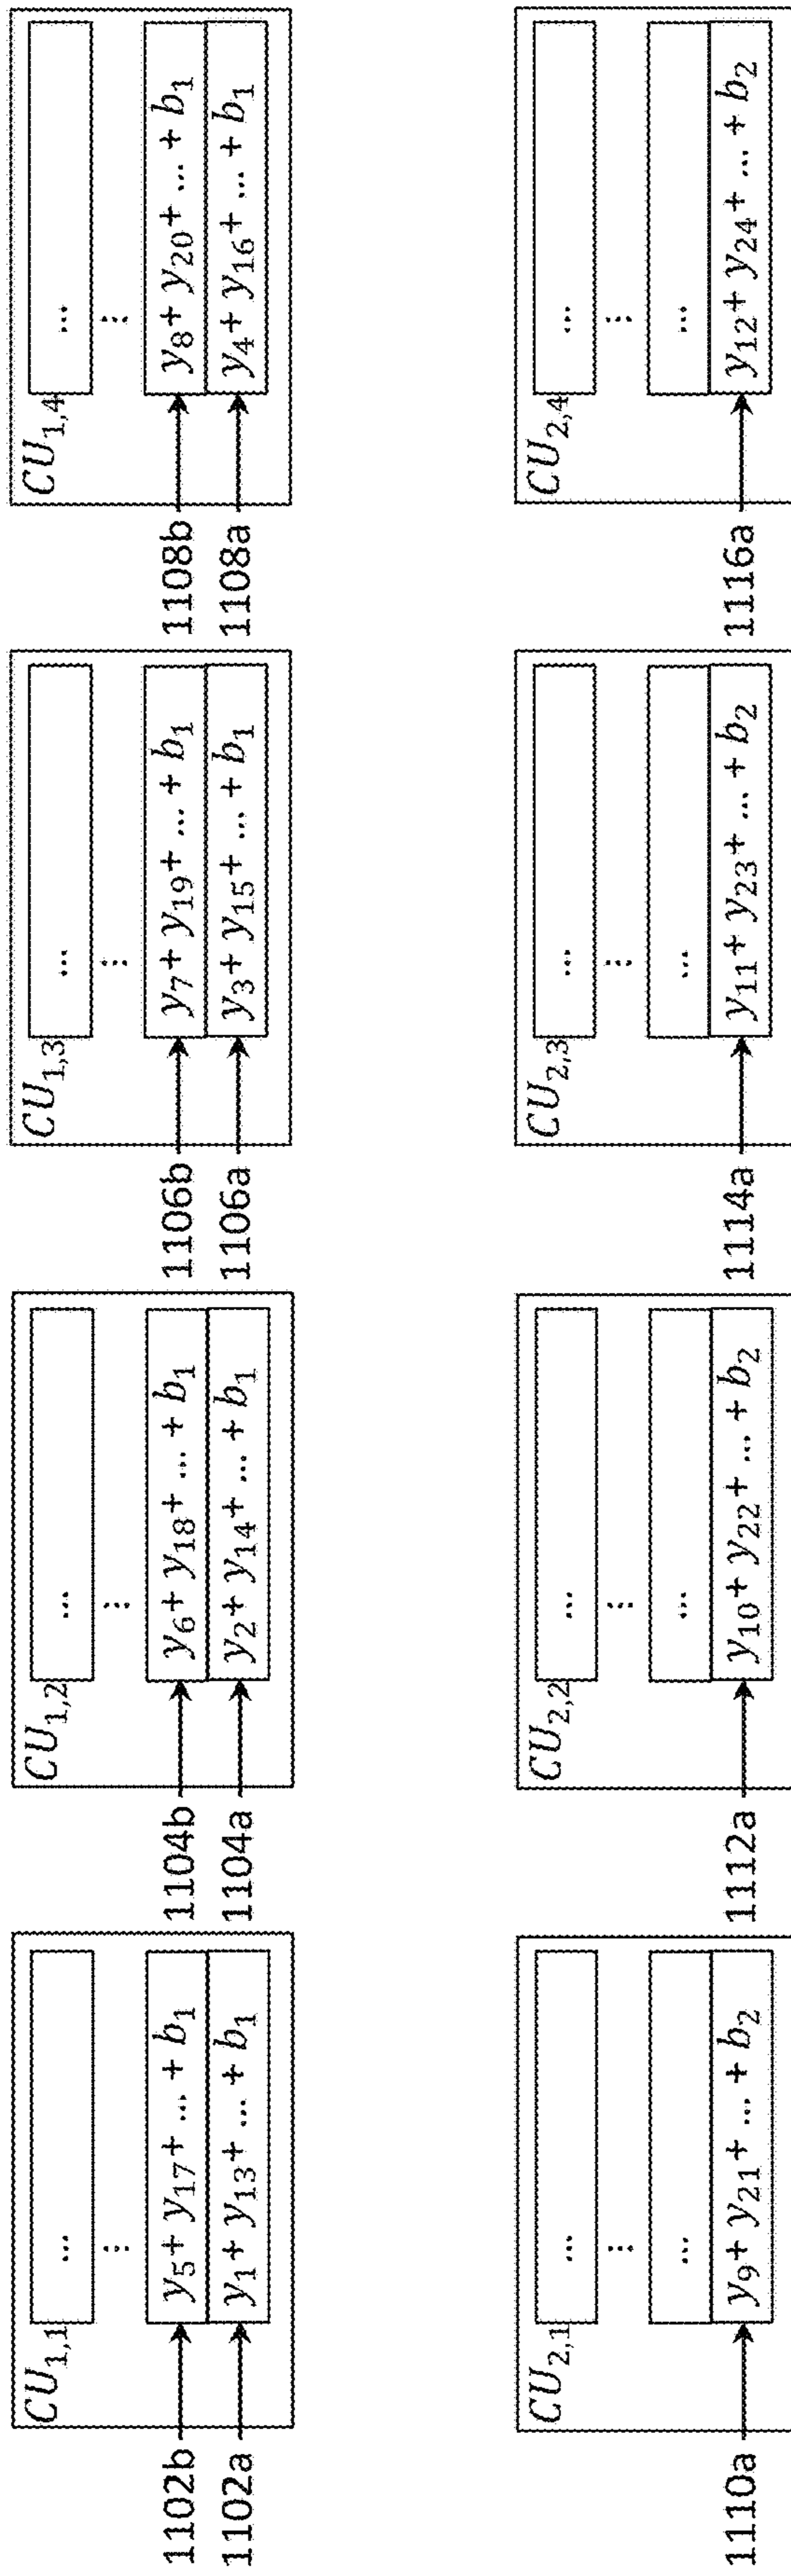 CU₁,₁
...
⋮
1102b y₅+ y₁₇+ ... + b₁
1102a y₁+ y₁₃+ ... + b₁
CU₁,₂
...
⋮
1104b y₆+ y₁₈+ ... + b₁
1104a y₂+ y₁₄+ ... + b₁
CU₁,₃
...
⋮
1106b y₇+ y₁₉+ ... + b₁
1106a y₃+ y₁₅+ ... + b₁
CU₁,₄
...
⋮
1108b y₈+ y₂₀+ ... + b₁
1108a y₄+ y₁₆+ ... + b₁
CU₂,₁
...
⋮
...
1110a y₉+ y₂₁+ ... + b₂
CU₂,₂
...
⋮
...
1112a y₁₀+ y₂₂+ ... + b₂
CU₂,₃
...
⋮
...
1114a y₁₁+ y₂₃+ ... + b₂
CU₂,₄
...
⋮
...
1116a y₁₂+ y₂₄+ ... + b₂